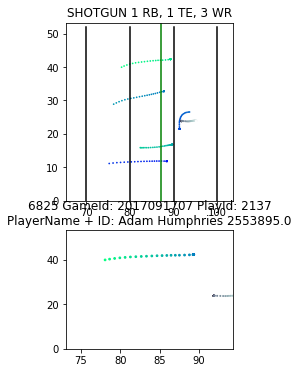 SHOTGUN 1 RB, 1 TE, 3 WR
50
40
30
20
10
0
70 80 90 100
6825 GameId: 2017091707 PlayId: 2137
PlayerName + ID: Adam Humphries 2553895.0
40
20
0
75 80 85 90